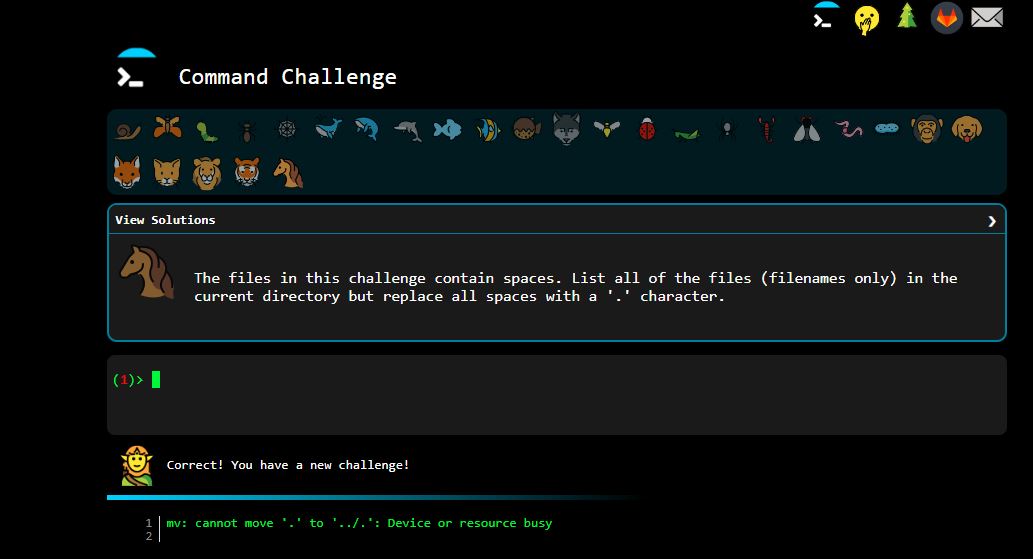 Command Challenge
View Solutions
The files in this challenge contain spaces. List all of the files (filenames only) in the
current directory but replace all spaces with a '.' character.
(1)>
Correct! You have a new challenge!
1 mv: cannot move '.' to '../.': Device or resource busy
2